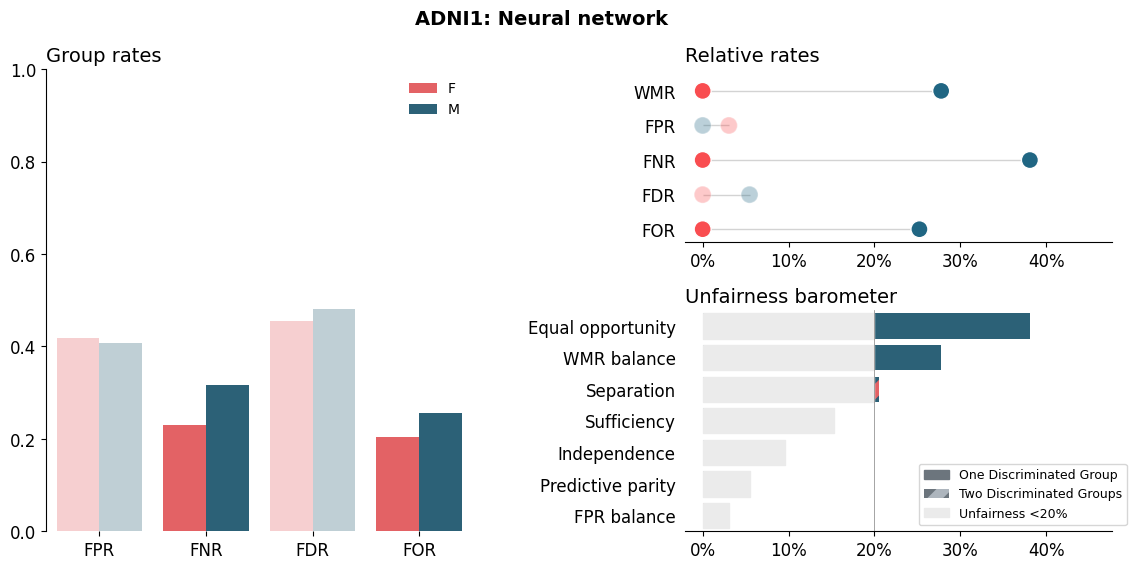 ADNI1: Neural network
Group rates
1.0
0.8
0.6
0.4
0.2
0.0
FPR
FNR
FDR
FOR
F
M
Relative rates
WMR
FPR
FNR
FDR
FOR
0%
10%
20%
30%
40%
Unfairness barometer
Equal opportunity
WMR balance
Separation
Sufficiency
Independence
Predictive parity
FPR balance
0%
10%
20%
30%
40%
One Discriminated Group
Two Discriminated Groups
Unfairness <20%